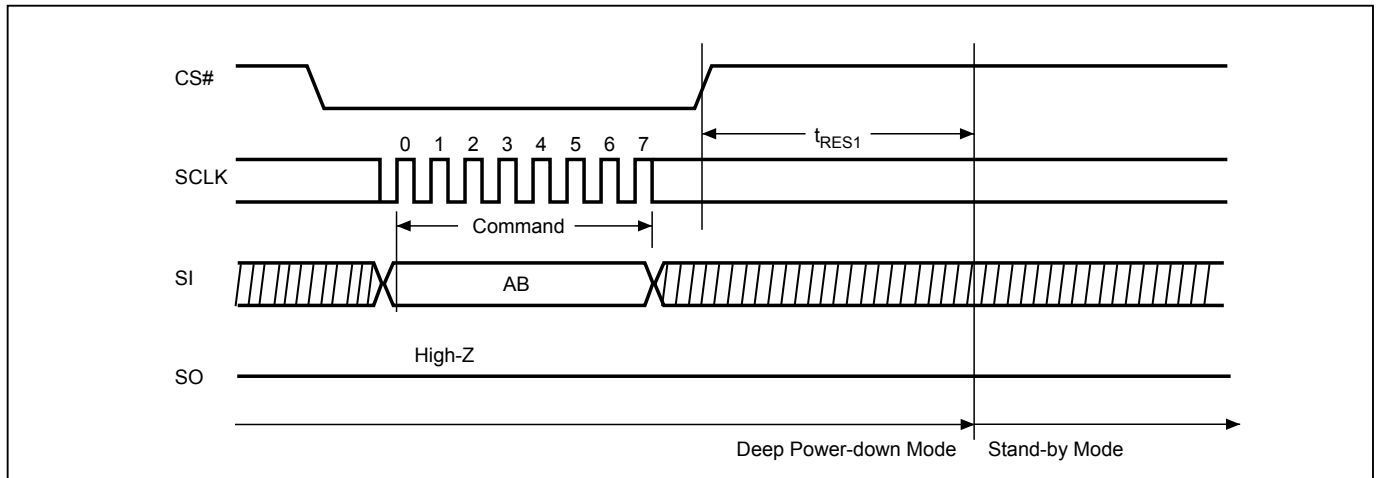 CS#
0 1 2 3 4 5 6 7
tRES1
SCLK
Command
SI
AB
High-Z
SO
Deep Power-down Mode Stand-by Mode